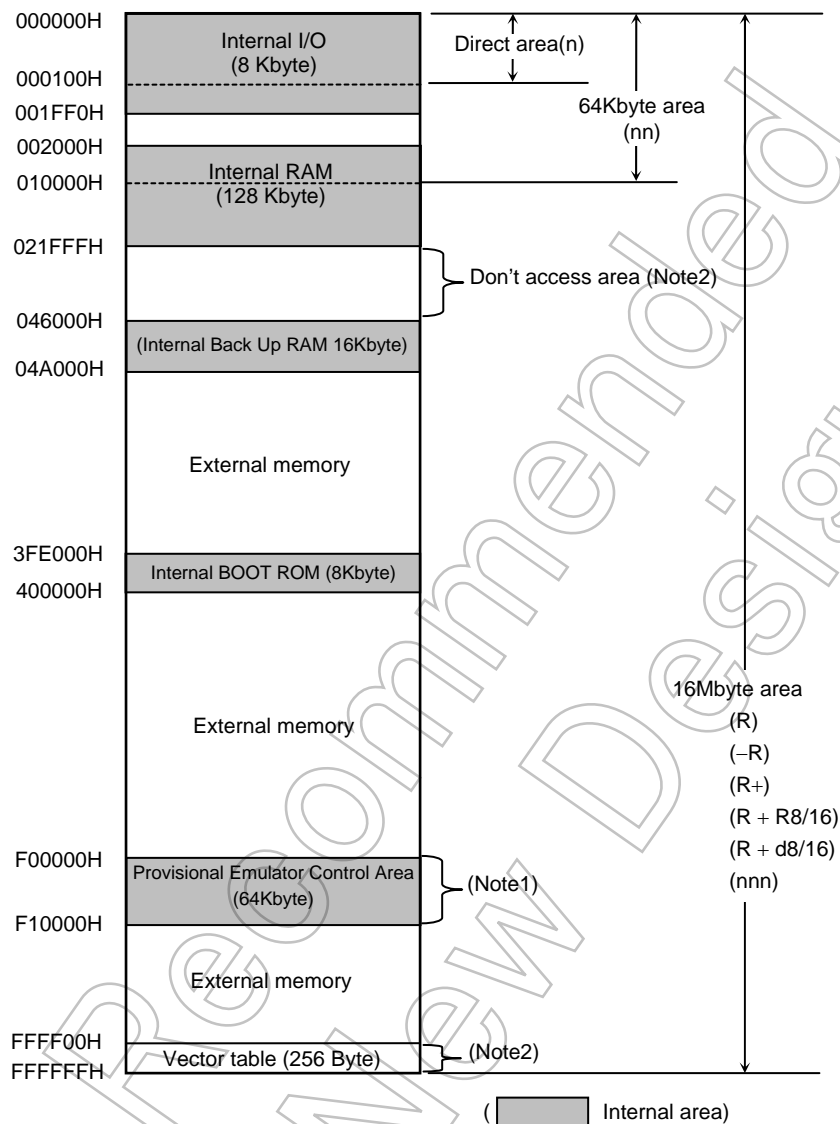 000000H
Internal I/O
(8 Kbyte)
Direct area(n)
000100H
64Kbyte area
(nn)
001FF0H
002000H
Internal RAM
(128 Kbyte)
010000H
021FFFH
Don't access area (Note2)
046000H
(Internal Back Up RAM 16Kbyte)
04A000H
External memory
3FE000H
Internal BOOT ROM (8Kbyte)
400000H
16Mbyte area
(R)
(−R)
(R+)
(R + R8/16)
(R + d8/16)
(nnn)
External memory
F00000H
Provisional Emulator Control Area
(64Kbyte)
(Note1)
F10000H
External memory
FFFF00H
Vector table (256 Byte)
(Note2)
FFFFFFH
( Internal area)
Recommended
New Desig